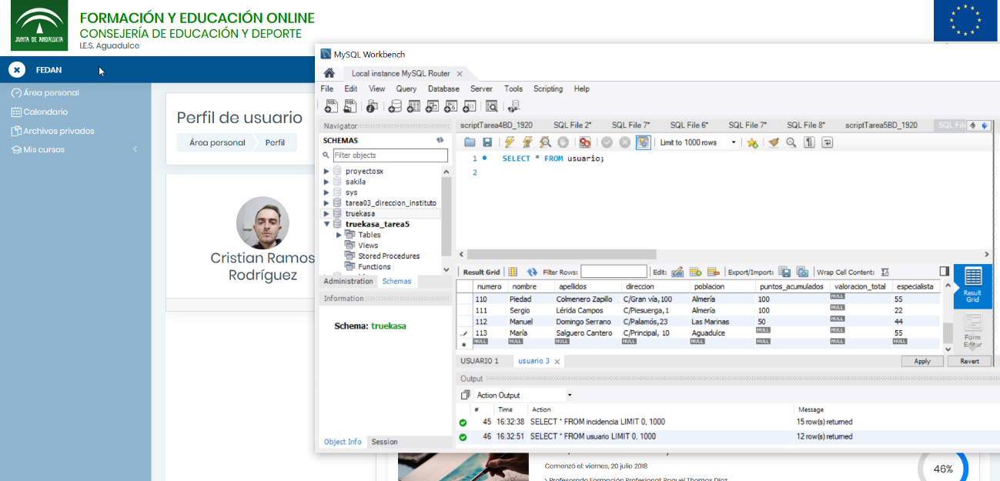 JUNTA DE ANDALUCIA
FORMACIÓN Y EDUCACIÓN ONLINE
CONSEJERÍA DE EDUCACIÓN Y DEPORTE
I.E.S. Aguadulce
FEDAN
Área personal
Calendario
Archivos privados
Mis cursos
Perfil de usuario
Área personal Perfil
Cristian Ramos
Rodríguez
MySQL Workbench
Local instance MySQL Router
File Edit View Query Database Server Tools Scripting Help
Navigator
SCHEMAS
Filter objects
proyectosx
sakila
sys
tarea03_direccion_instituto
truekasa
truekasa_tarea5
Tables
Views
Stored Procedures
Functions
Administration Schemas
Information
Schema: truekasa
Object Info Session
scriptTarea4BD_1920 SQL File 2* SQL File 7* SQL File 6* SQL File 7* SQL File 8* scriptTarea5BD_1920 SQL File
Limit to 1000 rows
1 SELECT * FROM usuario;
2
Result Grid Filter Rows: Edit: Export/Import: Wrap Cell Content:
numero nombre apellidos direccion poblacion puntos_acumulados valoracion_total especialista
110 Piedad Colmenero Zapillo C/Gran vía,100 Almería 100 NULL 55
111 Sergio Lérida Campos C/Piesuerga,1 Almería 100 NULL 22
112 Manuel Domingo Serrano C/Palamós,23 Las Marinas 50 NULL 44
113 María Salguero Cantero C/Principal, 10 Aguadulce NULL NULL 55
NULL NULL NULL NULL NULL NULL NULL NULL
Result
Grid
Form
Editor
USUARIO 1 usuario 3 Apply Revert
Output
Action Output
# Time Action Message
45 16:32:38 SELECT * FROM incidencia LIMIT 0, 1000 15 row(s) returned
46 16:32:51 SELECT * FROM usuario LIMIT 0, 1000 12 row(s) returned
Comenzó el: viernes, 20 julio 2018
Profesorado Formación Profesional: Raquel Thomas Díaz
46%